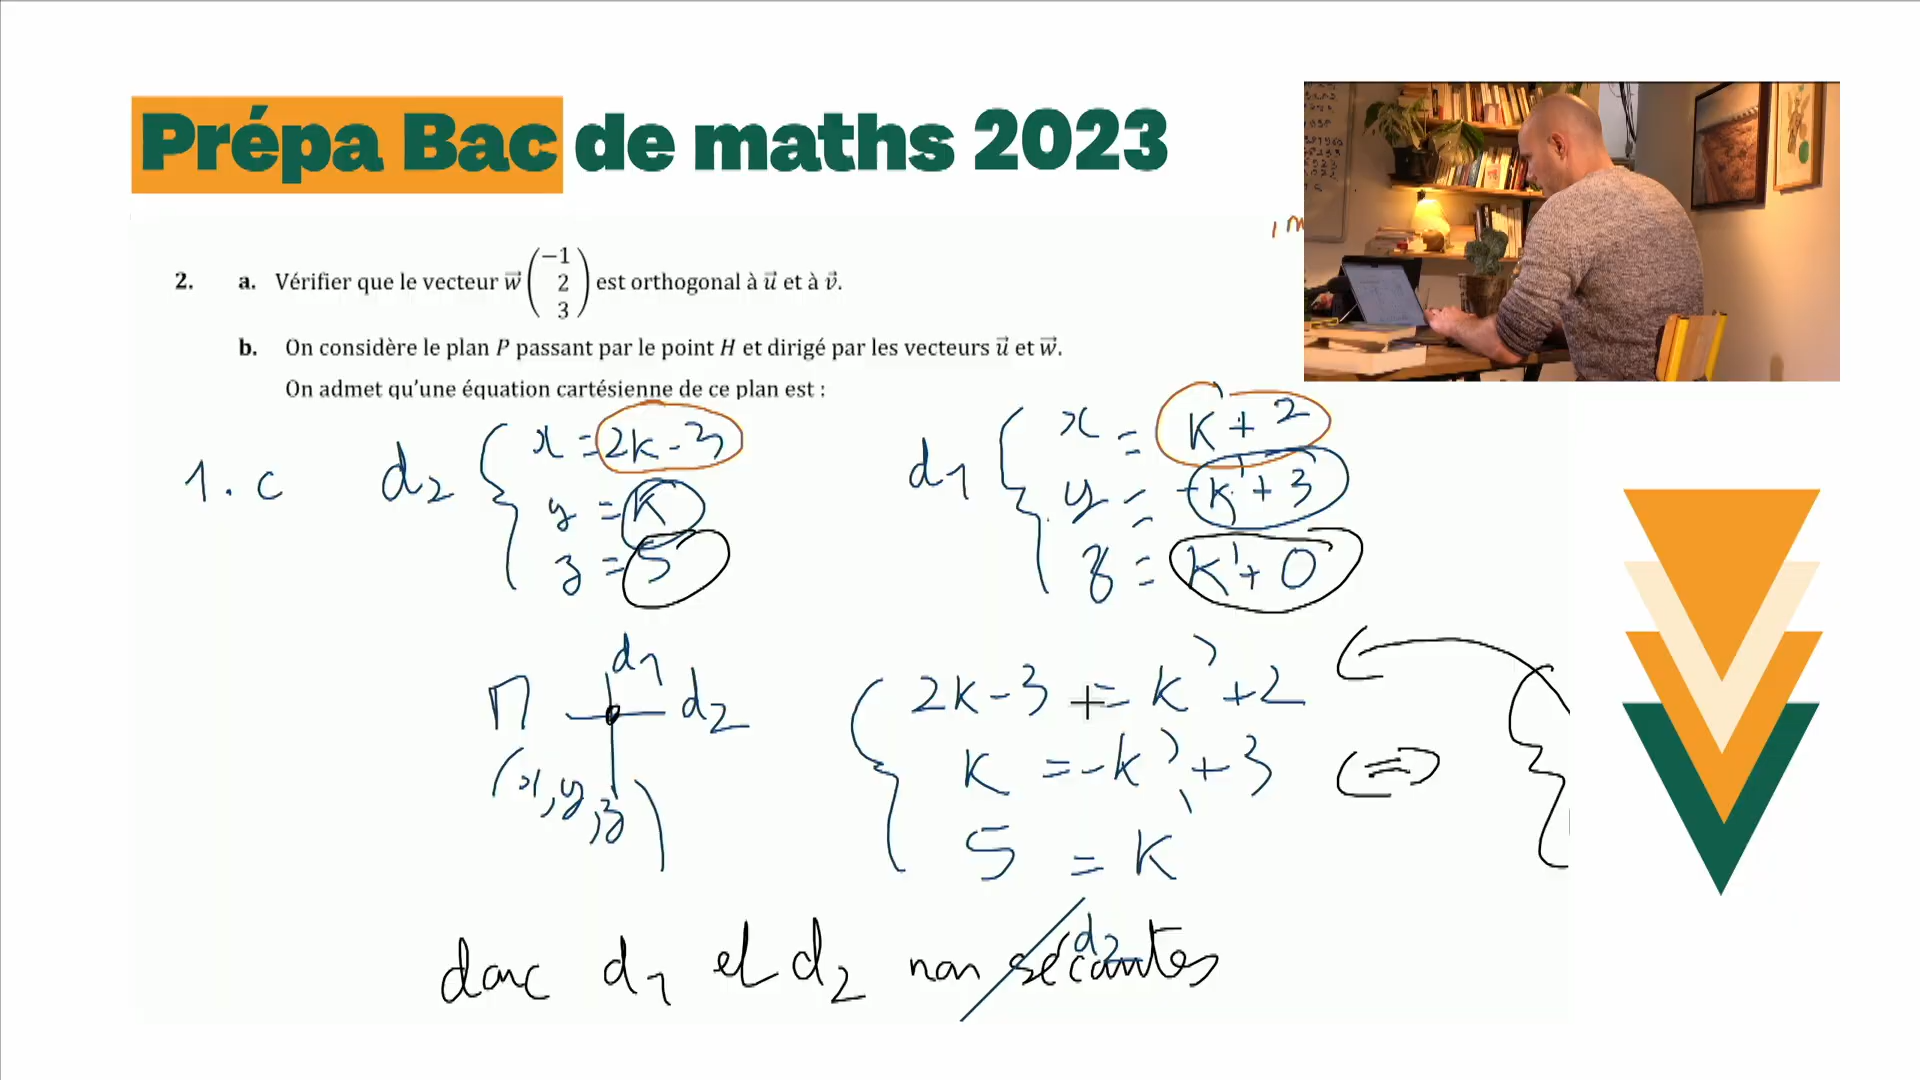 Prépa Bac de maths 2023
2. a. Vérifier que le vecteur w⃗ (−1 2 3) est orthogonal à u⃗ et à v⃗.
b. On considère le plan P passant par le point H et dirigé par les vecteurs u⃗ et w⃗.
On admet qu'une équation cartésienne de ce plan est :
1.c d2 { x = 2k-3
y = k
z = 5
d1 { x = k'+2
y = -k'+3
z = k'+0
d1
d2
(x,y,z)
{ 2k-3 = k'+2
k = -k'+3
5 = k'
⇔ {
d2
donc d1 et d2 non sécantes